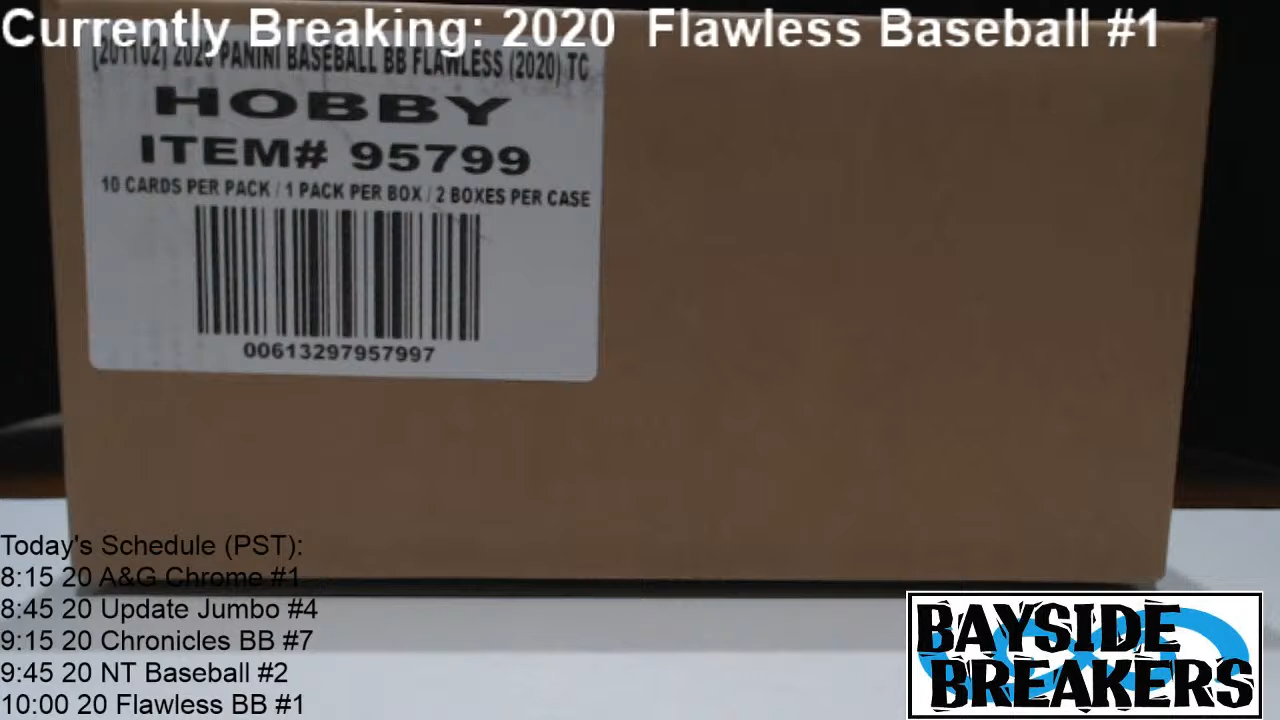 Currently Breaking: 2020 Flawless Baseball #1
[201102] 2020 PANINI BASEBALL BB FLAWLESS (2020) TC
HOBBY
ITEM# 95799
10 CARDS PER PACK / 1 PACK PER BOX / 2 BOXES PER CASE
00613297957997
Today's Schedule (PST):
8:15 20 A&G Chrome #1
8:45 20 Update Jumbo #4
9:15 20 Chronicles BB #7
9:45 20 NT Baseball #2
10:00 20 Flawless BB #1
BAYSIDE
BREAKERS